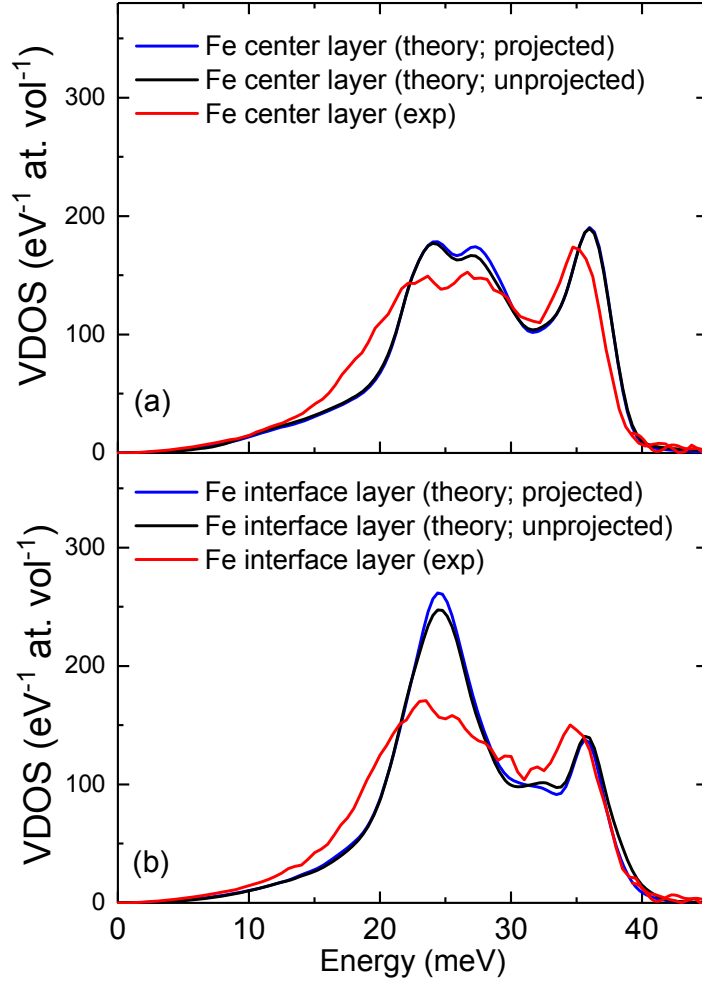 Fe center layer (theory; projected)
Fe center layer (theory; unprojected)
Fe center layer (exp)
300
200
100
0
VDOS (eV⁻¹ at. vol⁻¹)
(a)
Fe interface layer (theory; projected)
Fe interface layer (theory; unprojected)
Fe interface layer (exp)
300
200
100
0
VDOS (eV⁻¹ at. vol⁻¹)
(b)
0 10 20 30 40
Energy (meV)